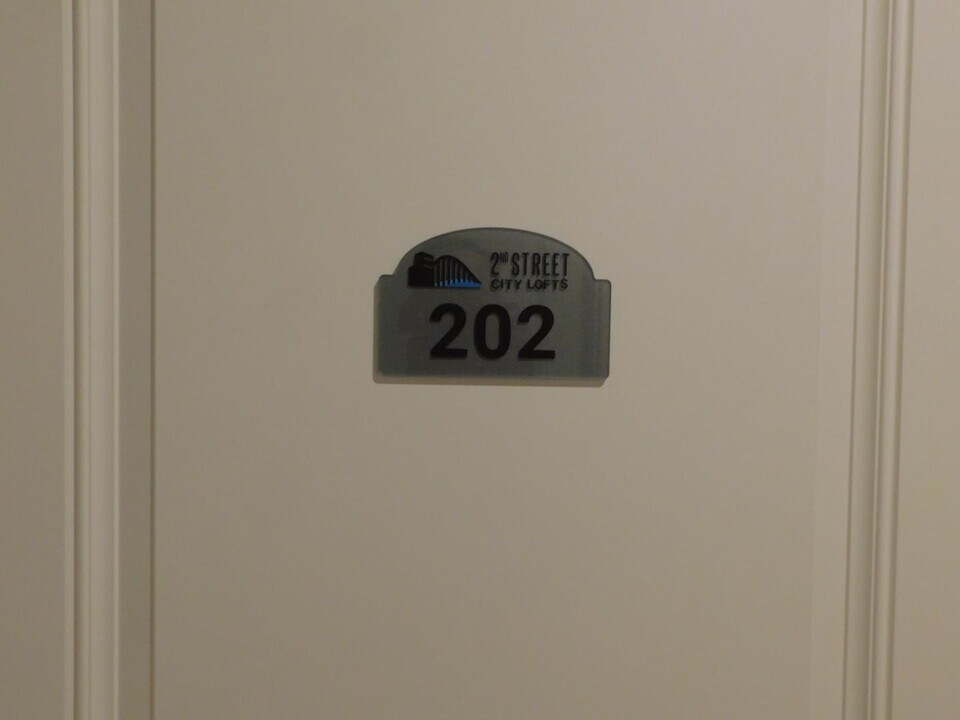 2ND STREET
CITY LOFTS
202